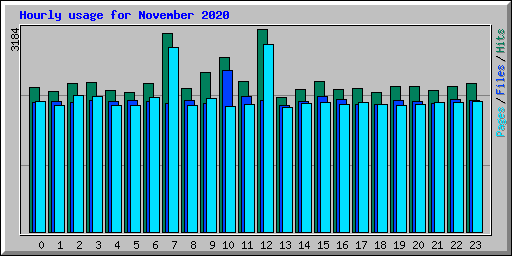 Hourly usage for November 2020
3184
Pages/Files/Hits
0 1 2 3 4 5 6 7 8 9 10 11 12 13 14 15 16 17 18 19 20 21 22 23